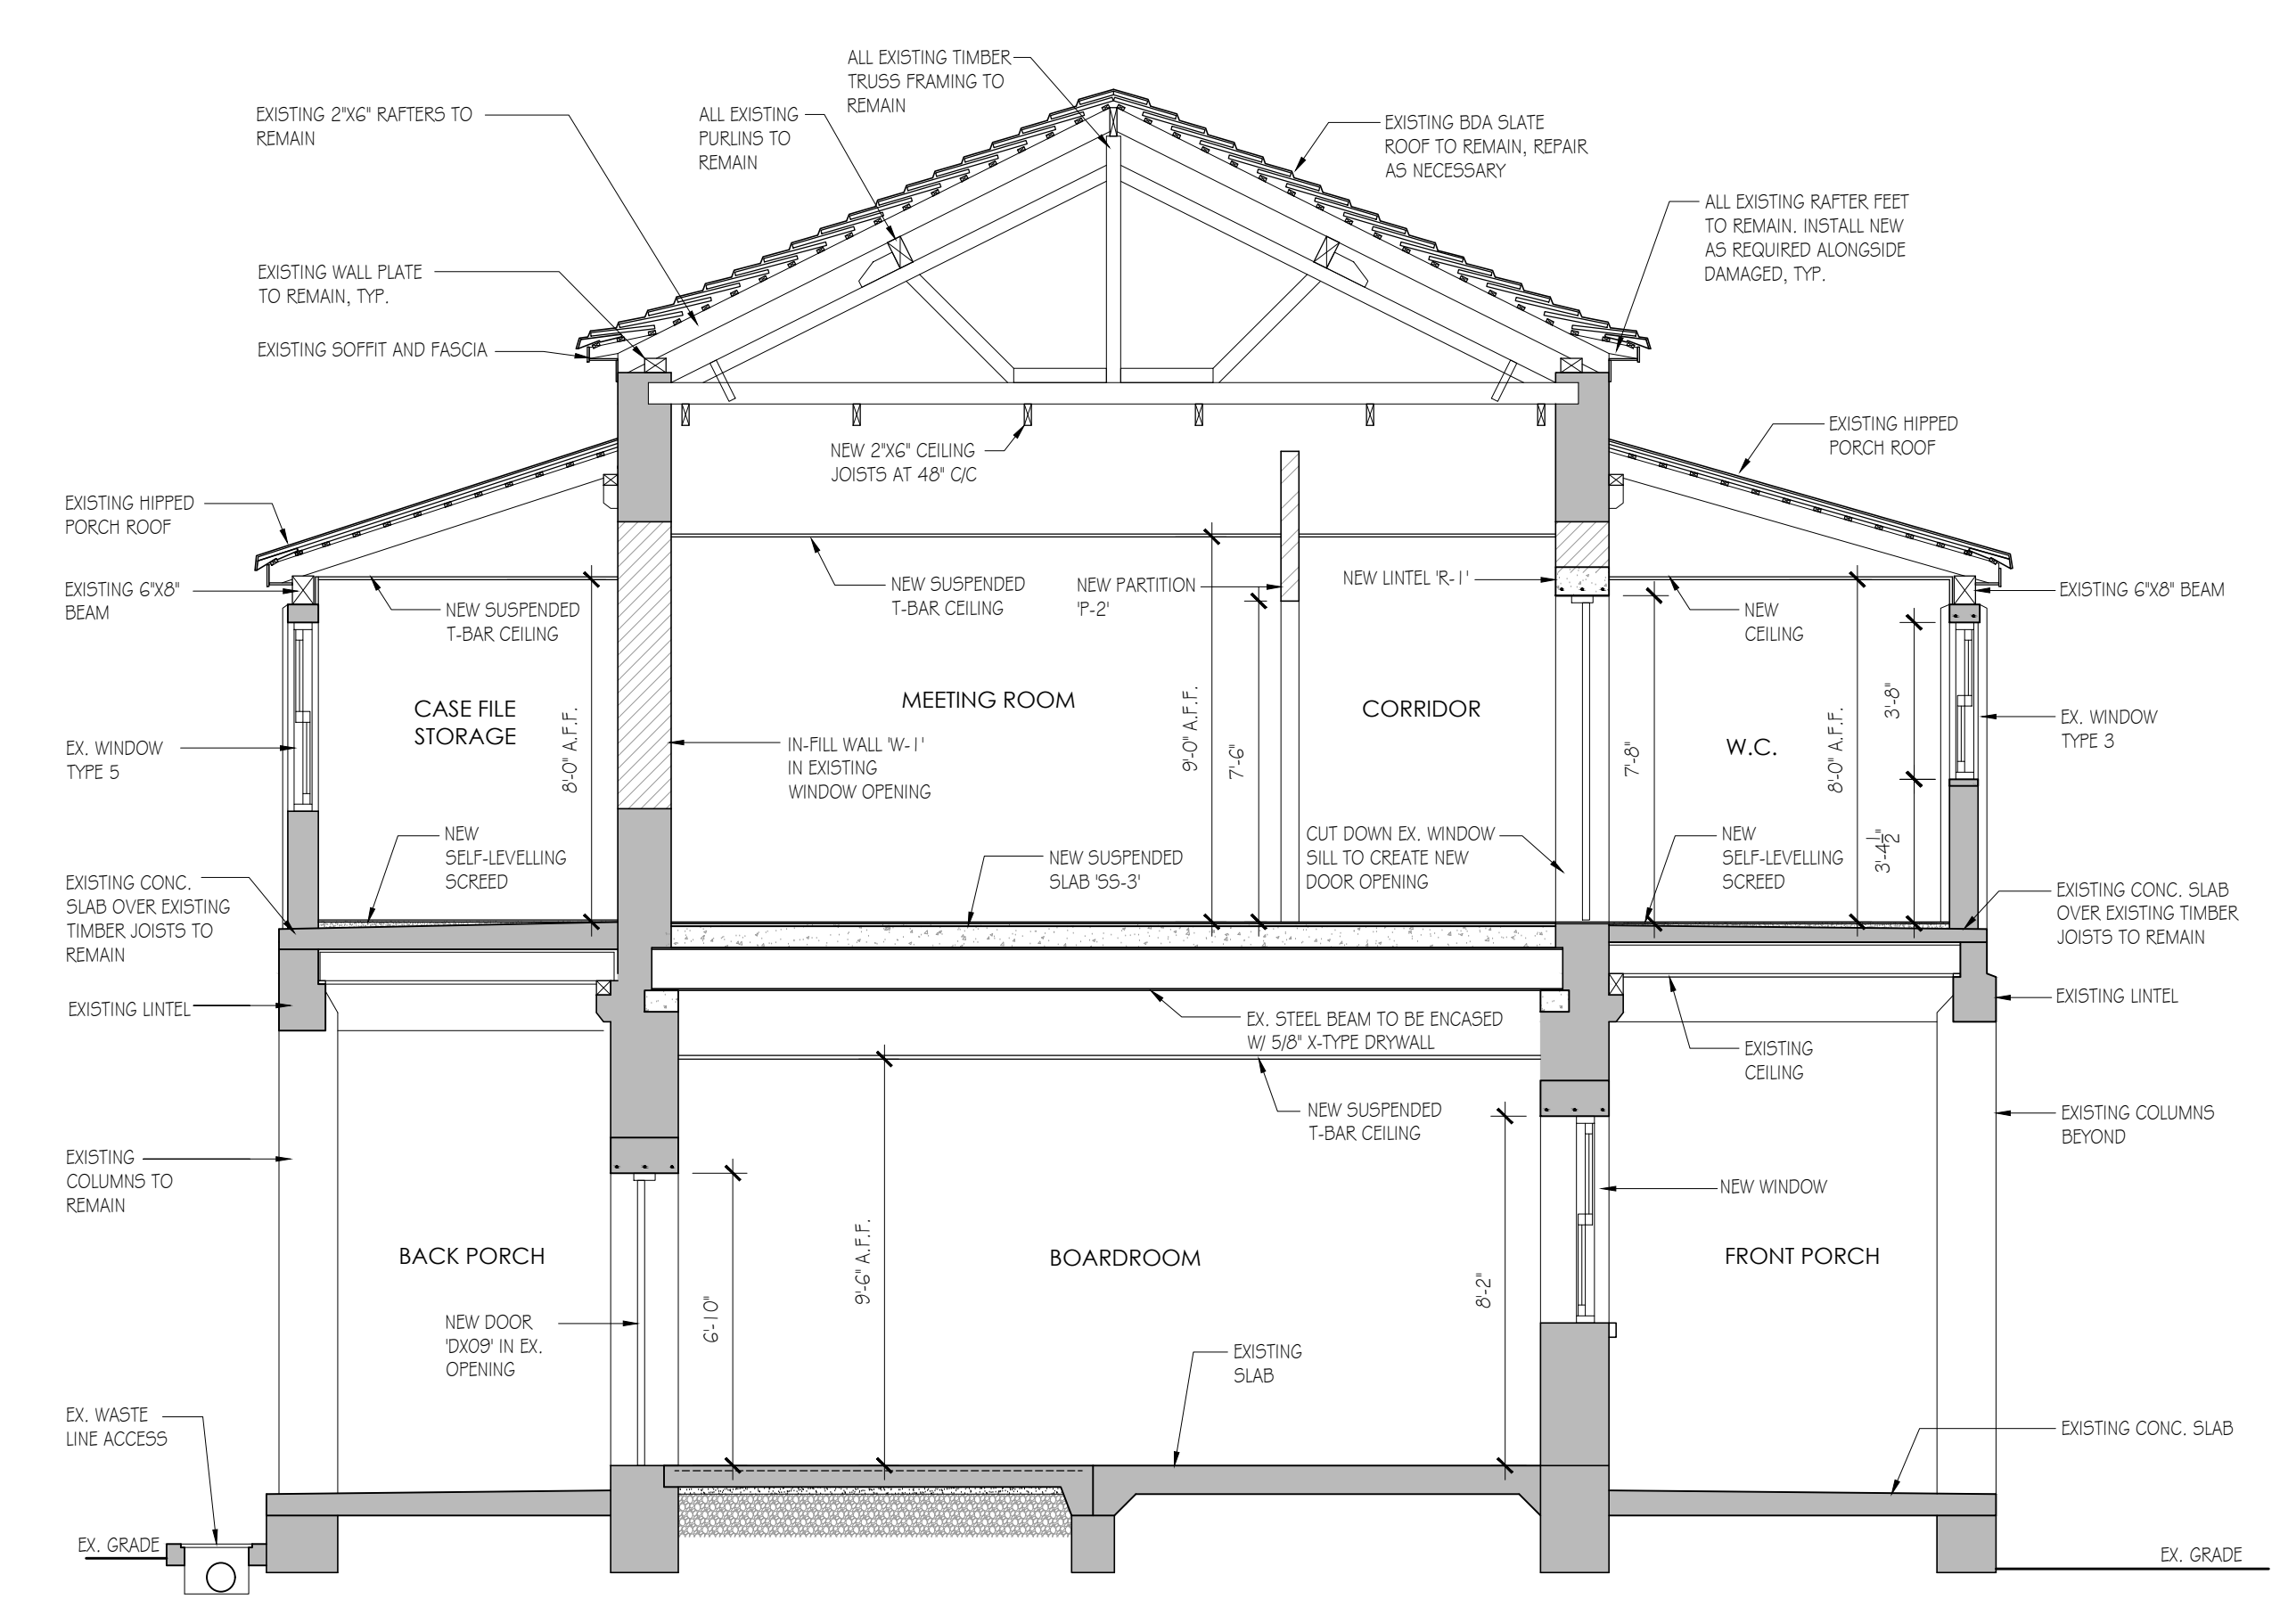 ALL EXISTING TIMBER
TRUSS FRAMING TO
REMAIN
EXISTING 2"X6" RAFTERS TO
REMAIN
ALL EXISTING
PURLINS TO
REMAIN
EXISTING BDA SLATE
ROOF TO REMAIN, REPAIR
AS NECESSARY
ALL EXISTING RAFTER FEET
TO REMAIN. INSTALL NEW
AS REQUIRED ALONGSIDE
DAMAGED, TYP.
EXISTING WALL PLATE
TO REMAIN, TYP.
EXISTING SOFFIT AND FASCIA
NEW 2"X6" CEILING
JOISTS AT 48" C/C
EXISTING HIPPED
PORCH ROOF
EXISTING HIPPED
PORCH ROOF
EXISTING 6"X8"
BEAM
NEW SUSPENDED
T-BAR CEILING
NEW SUSPENDED
T-BAR CEILING
NEW PARTITION
'P-2'
NEW LINTEL 'R-1'
NEW
CEILING
EXISTING 6"X8" BEAM
CASE FILE
STORAGE
8'-0" A.F.F.
MEETING ROOM
9'-0" A.F.F.
7'-6"
CORRIDOR
7'-8"
W.C.
8'-0" A.F.F.
3'-8"
3'-4 1/2"
EX. WINDOW
TYPE 5
IN-FILL WALL 'W-1'
IN EXISTING
WINDOW OPENING
EX. WINDOW
TYPE 3
NEW
SELF-LEVELLING
SCREED
NEW SUSPENDED
SLAB 'SS-3'
CUT DOWN EX. WINDOW
SILL TO CREATE NEW
DOOR OPENING
NEW
SELF-LEVELLING
SCREED
EXISTING CONC.
SLAB OVER EXISTING
TIMBER JOISTS TO
REMAIN
EXISTING CONC. SLAB
OVER EXISTING TIMBER
JOISTS TO REMAIN
EXISTING LINTEL
EX. STEEL BEAM TO BE ENCASED
W/ 5/8" X-TYPE DRYWALL
EXISTING LINTEL
EXISTING
CEILING
NEW SUSPENDED
T-BAR CEILING
EXISTING COLUMNS
BEYOND
EXISTING
COLUMNS TO
REMAIN
NEW WINDOW
BACK PORCH
6'-10"
9'-6" A.F.F.
BOARDROOM
8'-2"
FRONT PORCH
NEW DOOR
'DX09' IN EX.
OPENING
EXISTING
SLAB
EX. WASTE
LINE ACCESS
EXISTING CONC. SLAB
EX. GRADE
EX. GRADE